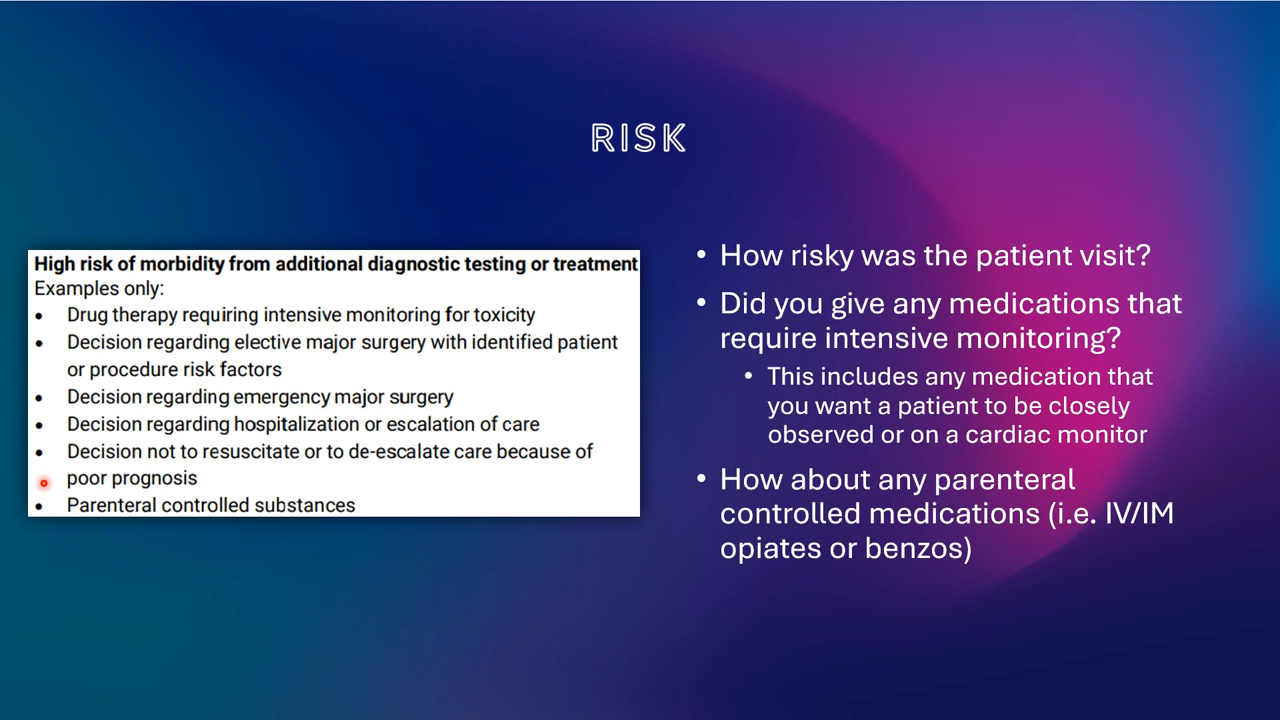 RISK
High risk of morbidity from additional diagnostic testing or treatment
Examples only:
• Drug therapy requiring intensive monitoring for toxicity
• Decision regarding elective major surgery with identified patient
or procedure risk factors
• Decision regarding emergency major surgery
• Decision regarding hospitalization or escalation of care
• Decision not to resuscitate or to de-escalate care because of
poor prognosis
• Parenteral controlled substances
• How risky was the patient visit?
• Did you give any medications that
require intensive monitoring?
• This includes any medication that
you want a patient to be closely
observed or on a cardiac monitor
• How about any parenteral
controlled medications (i.e. IV/IM
opiates or benzos)